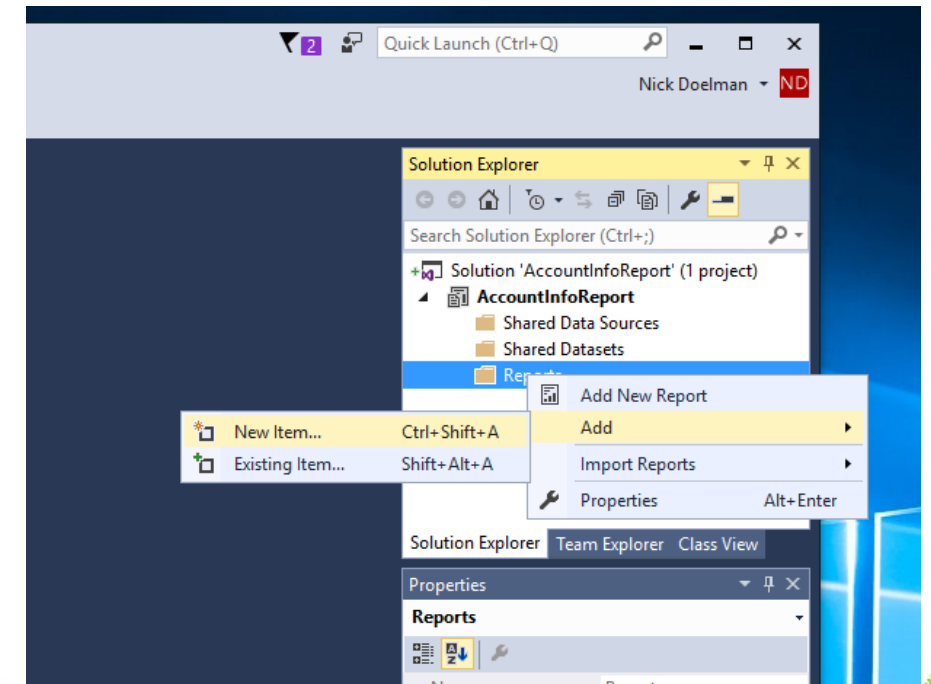 2
Quick Launch (Ctrl+Q)
Nick Doelman ND
Solution Explorer
Search Solution Explorer (Ctrl+;)
Solution 'AccountInfoReport' (1 project)
AccountInfoReport
Shared Data Sources
Shared Datasets
Reports
Add New Report
Add
Import Reports
Properties Alt+Enter
New Item... Ctrl+Shift+A
Existing Item... Shift+Alt+A
Solution Explorer Team Explorer Class View
Properties
Reports